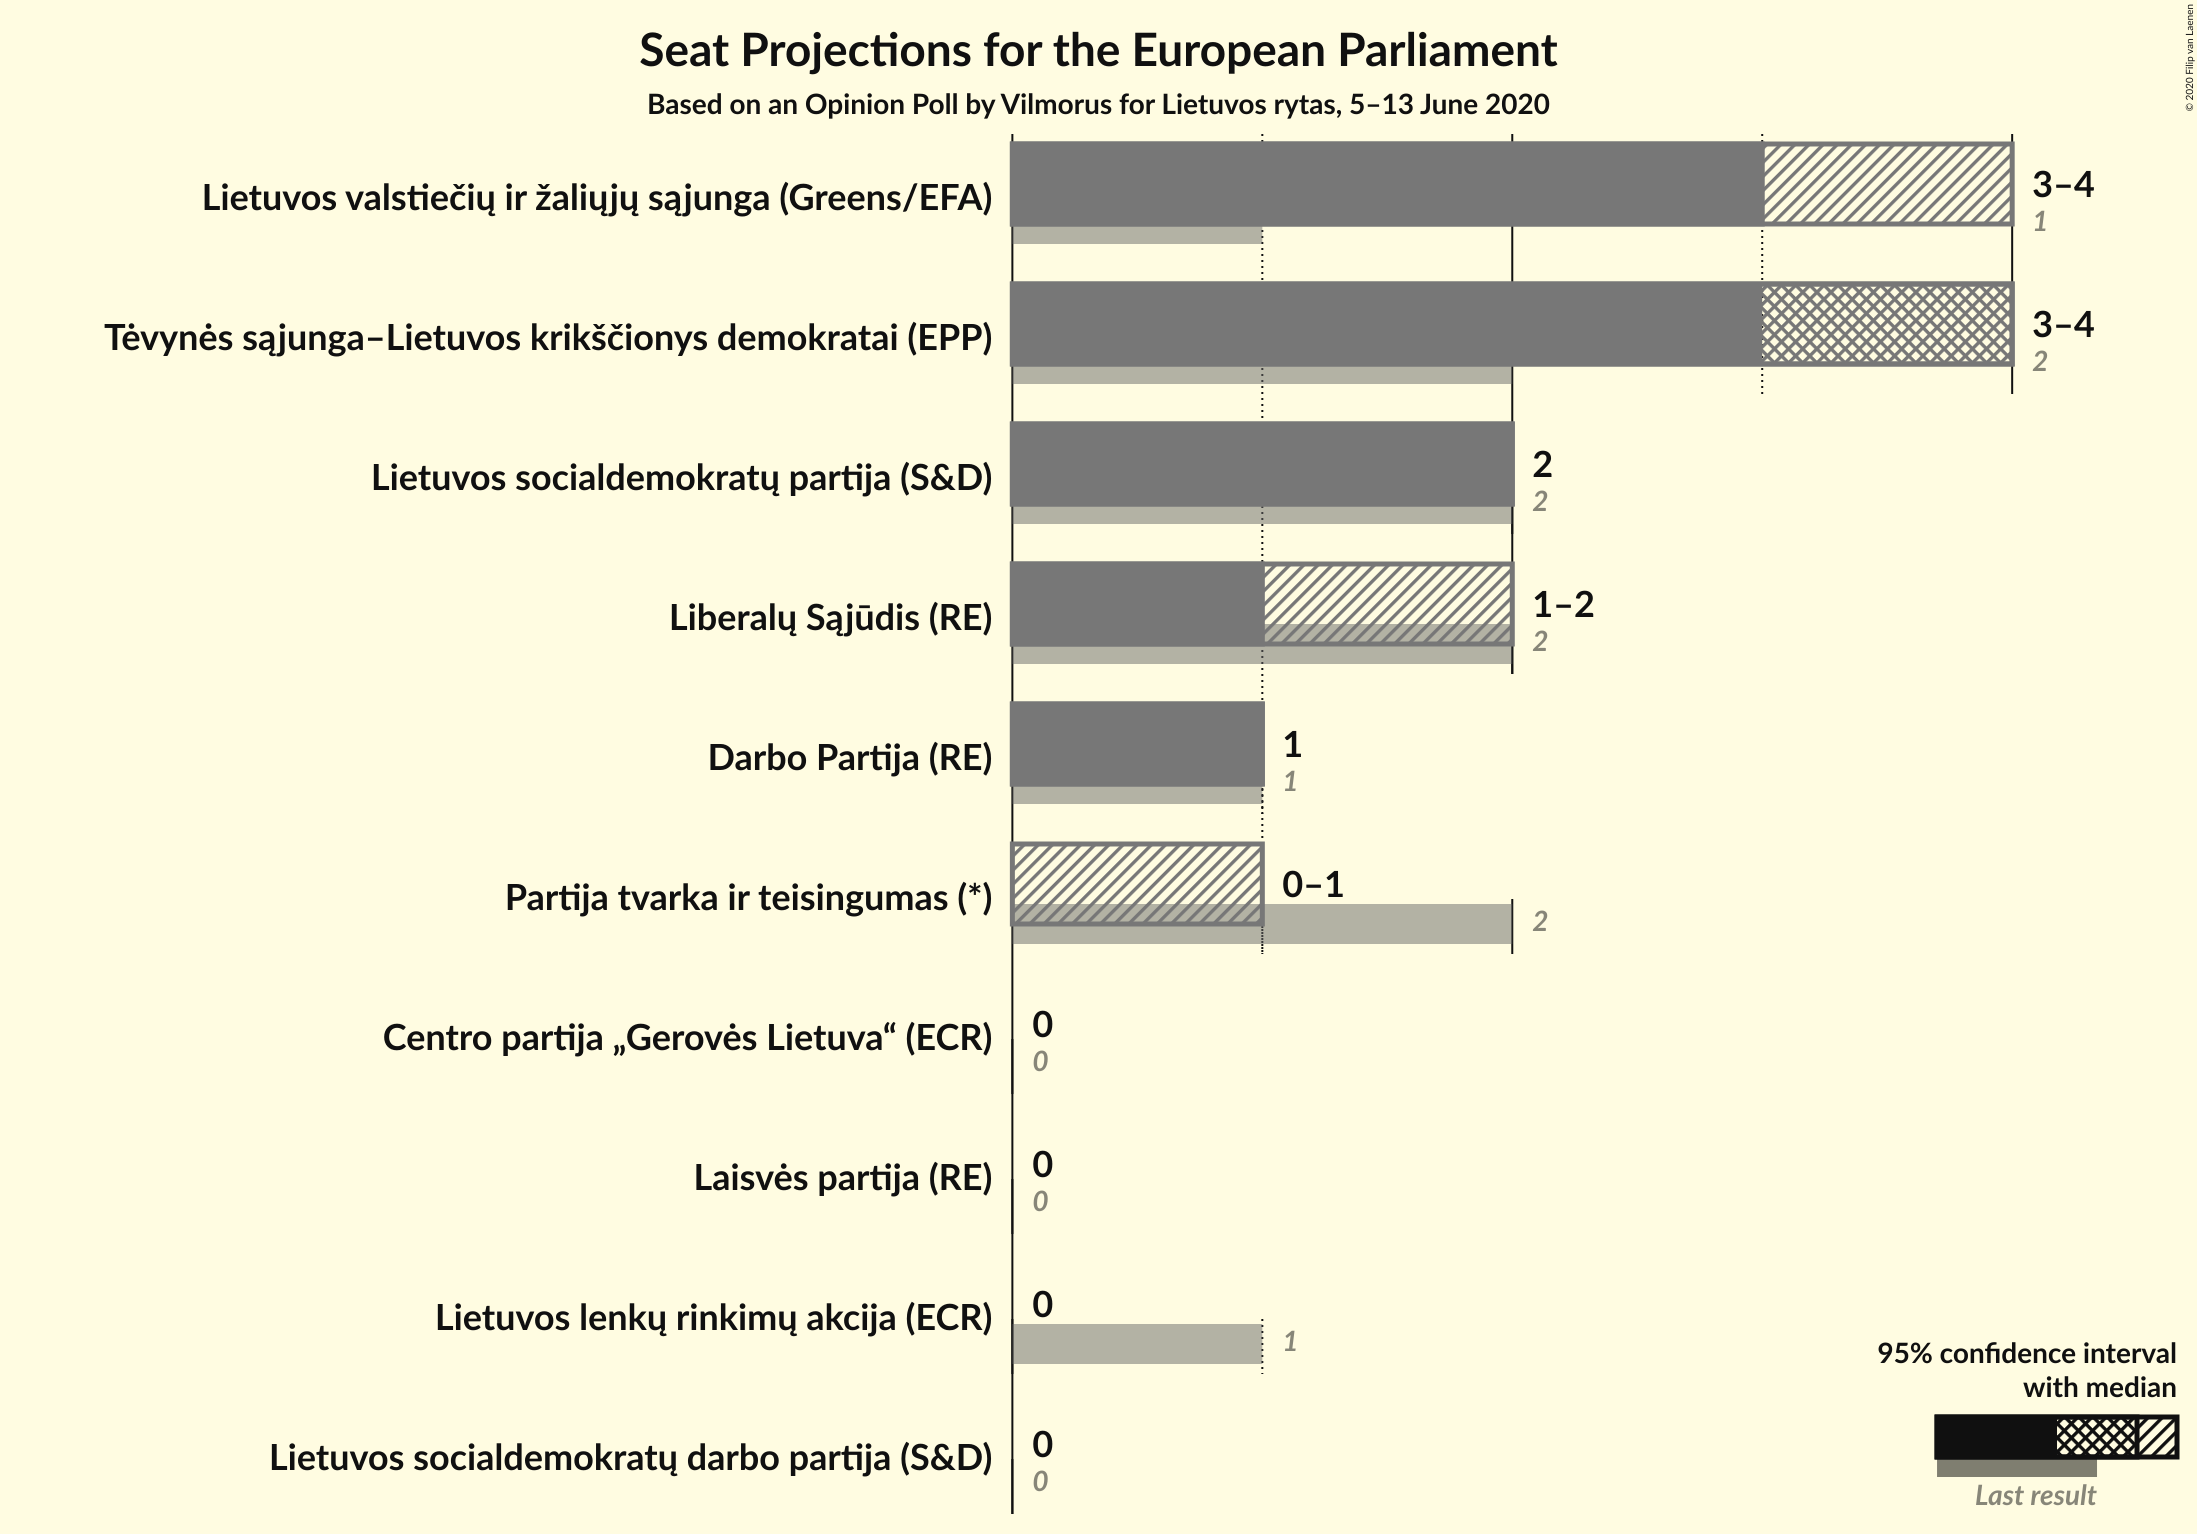 Seat Projections for the European Parliament
Based on an Opinion Poll by Vilmorus for Lietuvos rytas, 5–13 June 2020
© 2020 Filip van Laenen
Lietuvos valstiečių ir žaliųjų sąjunga (Greens/EFA)
3–4
1
Tėvynės sąjunga–Lietuvos krikščionys demokratai (EPP)
3–4
2
Lietuvos socialdemokratų partija (S&D)
2
2
Liberalų Sąjūdis (RE)
1–2
2
Darbo Partija (RE)
1
1
Partija tvarka ir teisingumas (*)
0–1
2
Centro partija „Gerovės Lietuva“ (ECR)
0
0
Laisvės partija (RE)
0
0
Lietuvos lenkų rinkimų akcija (ECR)
0
1
Lietuvos socialdemokratų darbo partija (S&D)
0
0
95% confidence interval
with median
Last result